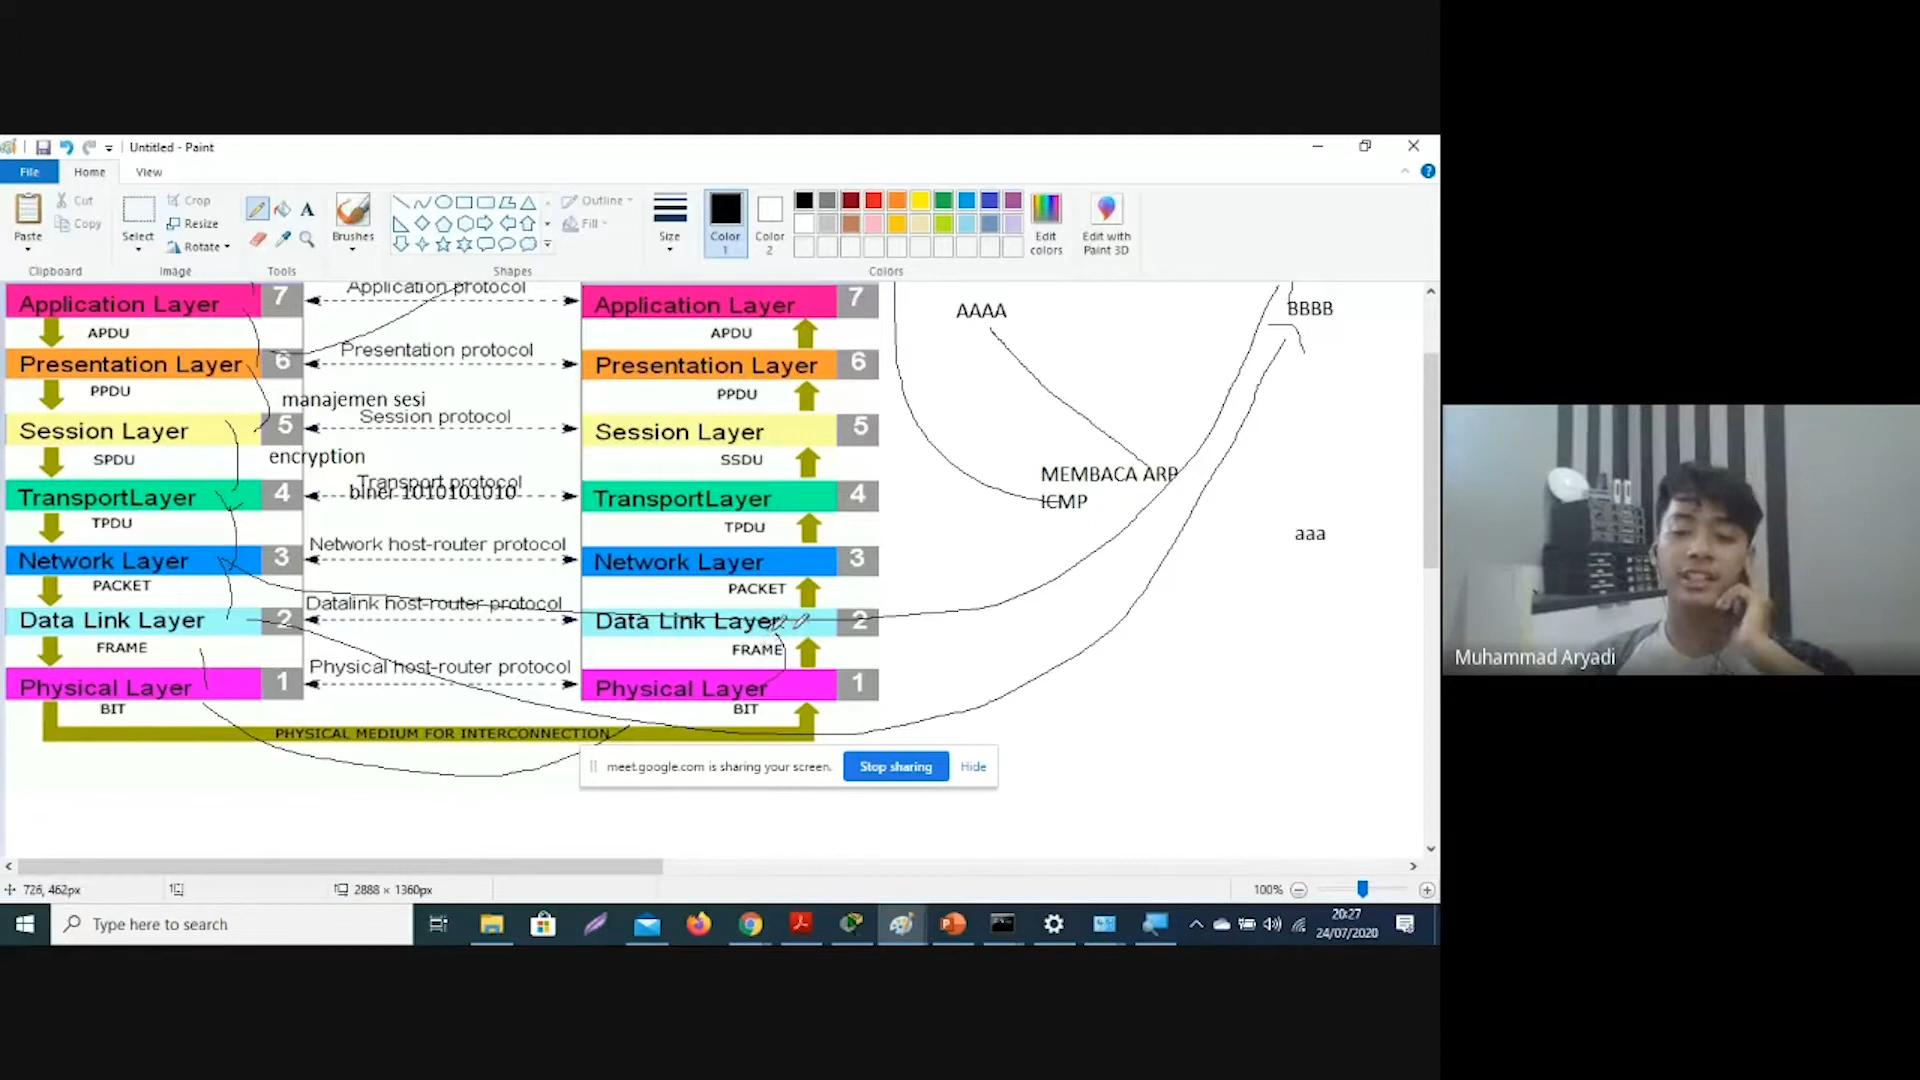 Untitled - Paint
File Home View
Paste
Cut
Copy
Clipboard
Select
Crop
Resize
Rotate
Image
Tools
Brushes
Outline
Fill
Shapes
Size
Color 1
Color 2
Edit colors
Edit with Paint 3D
Colors
Application Layer 7 Application protocol Application Layer 7
APDU APDU
Presentation Layer 6 Presentation protocol Presentation Layer 6
PPDU PPDU
manajemen sesi
Session Layer 5 Session protocol Session Layer 5
SPDU SSDU
encryption
TransportLayer 4 Transport protocol TransportLayer 4
biner 1010101010
TPDU TPDU
Network Layer 3 Network host-router protocol Network Layer 3
PACKET PACKET
Data Link Layer 2 Datalink host-router protocol Data Link Layer 2
FRAME FRAME
Physical Layer 1 Physical host-router protocol Physical Layer 1
BIT BIT
PHYSICAL MEDIUM FOR INTERCONNECTION
AAAA
BBBB
MEMBACA ARP
ICMP
aaa
meet.google.com is sharing your screen. Stop sharing Hide
Muhammad Aryadi
726, 462px 2888 × 1360px 100%
Type here to search
20:27
24/07/2020